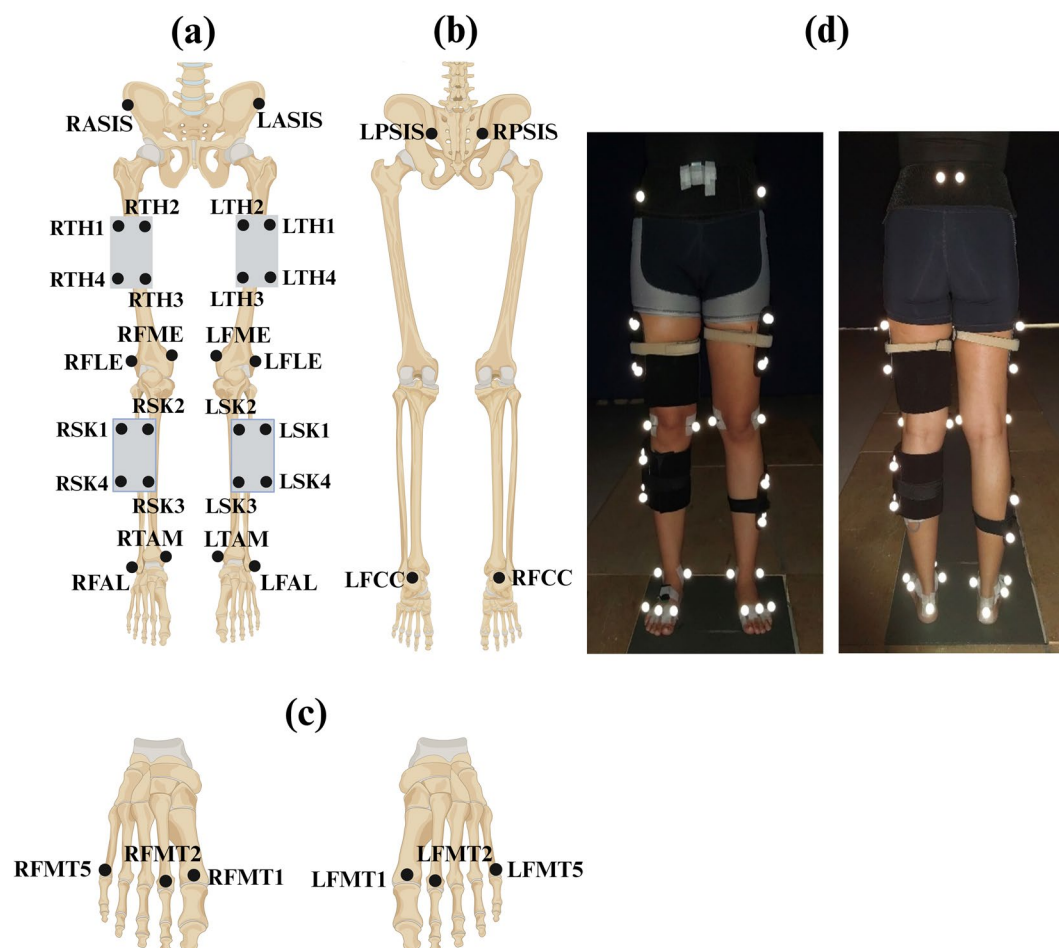 (a)
(b)
(d)
RASIS
LASIS
LPSIS
RPSIS
RTH2
LTH2
RTH1
LTH1
RTH4
LTH4
RTH3
LTH3
RFME
LFME
RFLE
LFLE
RSK2
LSK2
RSK1
LSK1
RSK4
LSK4
RSK3
LSK3
RTAM
LTAM
RFAL
LFAL
LFCC
RFCC
(c)
RFMT5
RFMT2
RFMT1
LFMT1
LFMT2
LFMT5